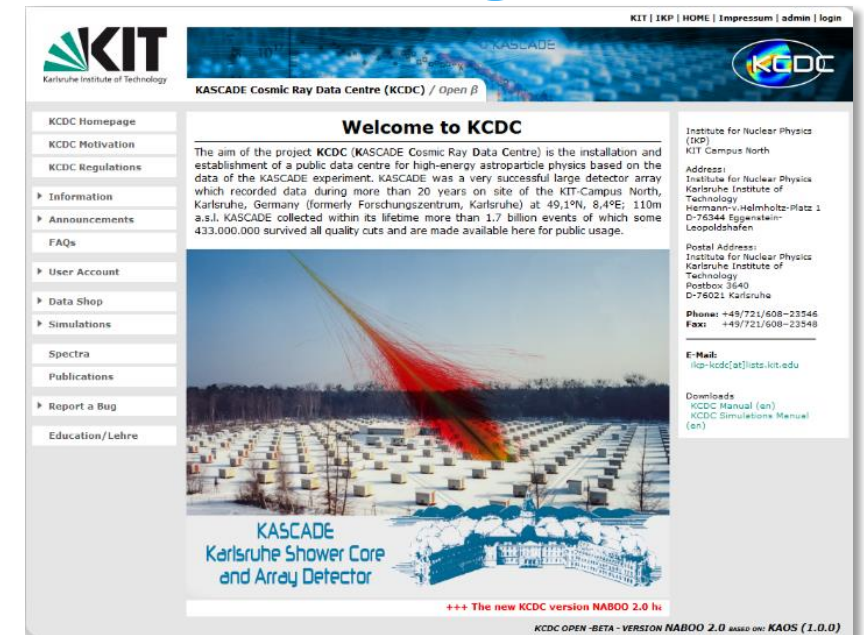 KIT | IKP | HOME | Impressum | admin | login
KIT
Karlsruhe Institute of Technology
KASCADE
KCDC
KASCADE Cosmic Ray Data Centre (KCDC) / Open β
KCDC Homepage
KCDC Motivation
KCDC Regulations
Information
Announcements
FAQs
User Account
Data Shop
Simulations
Spectra
Publications
Report a Bug
Education/Lehre
Welcome to KCDC
The aim of the project KCDC (KASCADE Cosmic Ray Data Centre) is the installation and
establishment of a public data centre for high-energy astroparticle physics based on the
data of the KASCADE experiment. KASCADE was a very successful large detector array
which recorded data during more than 20 years on site of the KIT-Campus North,
Karlsruhe, Germany (formerly Forschungszentrum, Karlsruhe) at 49,1°N, 8,4°E; 110m
a.s.l. KASCADE collected within its lifetime more than 1.7 billion events of which some
433.000.000 survived all quality cuts and are made available here for public usage.
KASCADE
Karlsruhe Shower Core
and Array Detector
+++ The new KCDC version NABOO 2.0 ha
Institute for Nuclear Physics
(IKP)
KIT Campus North
Address:
Institute for Nuclear Physics
Karlsruhe Institute of
Technology
Hermann-v.Helmholtz-Platz 1
D-76344 Eggenstein-
Leopoldshafen
Postal Address:
Institute for Nuclear Physics
Karlsruhe Institute of
Technology
Postbox 3640
D-76021 Karlsruhe
Phone: +49/721/608-23546
Fax: +49/721/608-23548
E-Mail:
ikp-kcdc[at]lists.kit.edu
Downloads
KCDC Manual (en)
KCDC Simulations Manual
(en)
KCDC OPEN -BETA - VERSION NABOO 2.0 BASED ON: KAOS (1.0.0)